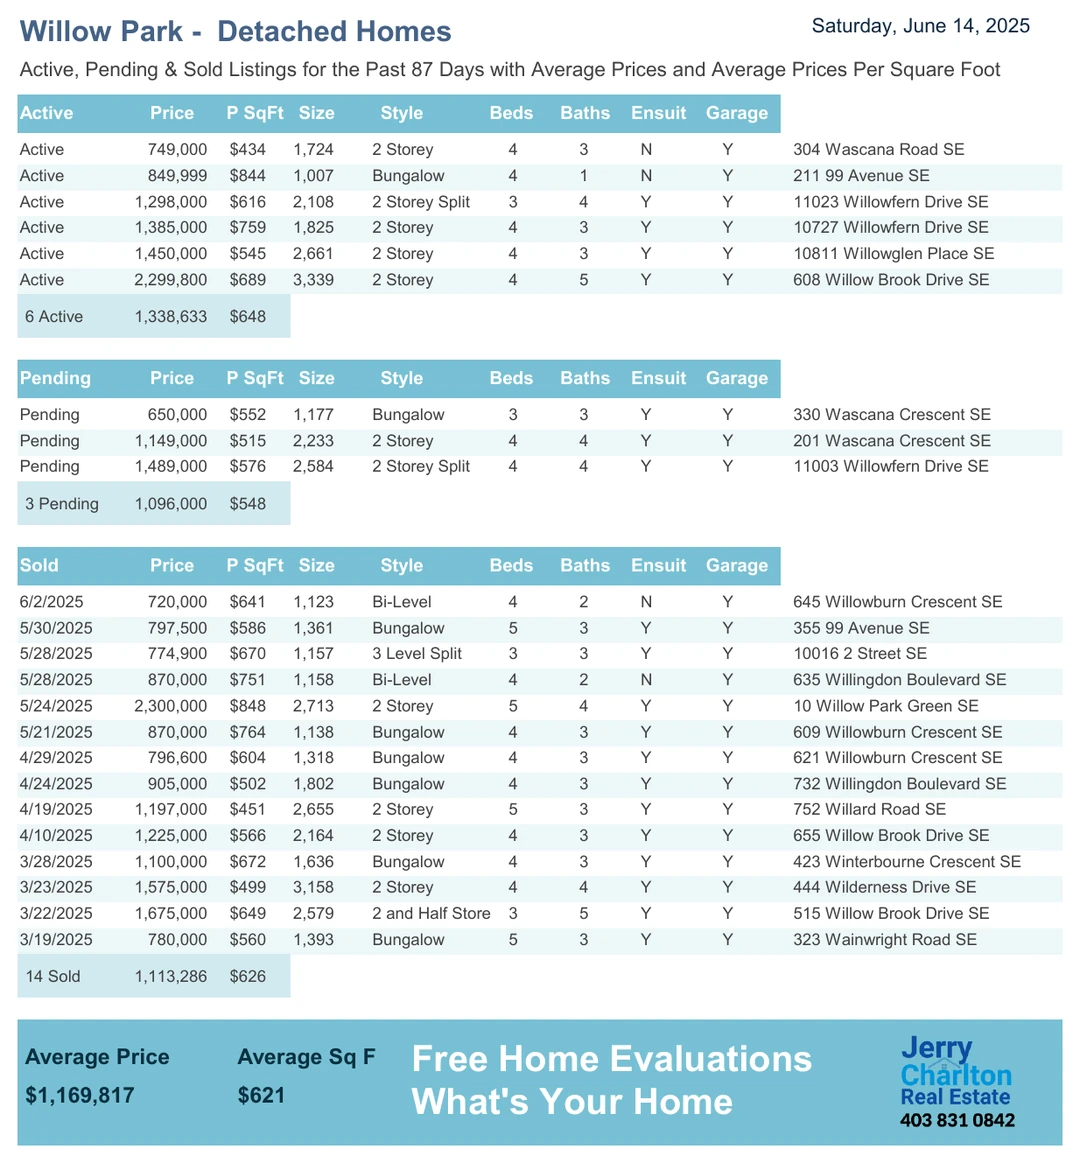 Willow Park -  Detached Homes
Saturday, June 14, 2025
Active, Pending & Sold Listings for the Past 87 Days with Average Prices and Average Prices Per Square Foot
Active Price P SqFt Size Style Beds Baths Ensuit Garage
Active 749,000 $434 1,724 2 Storey 4 3 N Y 304 Wascana Road SE
Active 849,999 $844 1,007 Bungalow 4 1 N Y 211 99 Avenue SE
Active 1,298,000 $616 2,108 2 Storey Split 3 4 Y Y 11023 Willowfern Drive SE
Active 1,385,000 $759 1,825 2 Storey 4 3 Y Y 10727 Willowfern Drive SE
Active 1,450,000 $545 2,661 2 Storey 4 3 Y Y 10811 Willowglen Place SE
Active 2,299,800 $689 3,339 2 Storey 4 5 Y Y 608 Willow Brook Drive SE
6 Active 1,338,633 $648
Pending Price P SqFt Size Style Beds Baths Ensuit Garage
Pending 650,000 $552 1,177 Bungalow 3 3 Y Y 330 Wascana Crescent SE
Pending 1,149,000 $515 2,233 2 Storey 4 4 Y Y 201 Wascana Crescent SE
Pending 1,489,000 $576 2,584 2 Storey Split 4 4 Y Y 11003 Willowfern Drive SE
3 Pending 1,096,000 $548
Sold Price P SqFt Size Style Beds Baths Ensuit Garage
6/2/2025 720,000 $641 1,123 Bi-Level 4 2 N Y 645 Willowburn Crescent SE
5/30/2025 797,500 $586 1,361 Bungalow 5 3 Y Y 355 99 Avenue SE
5/28/2025 774,900 $670 1,157 3 Level Split 3 3 Y Y 10016 2 Street SE
5/28/2025 870,000 $751 1,158 Bi-Level 4 2 N Y 635 Willingdon Boulevard SE
5/24/2025 2,300,000 $848 2,713 2 Storey 5 4 Y Y 10 Willow Park Green SE
5/21/2025 870,000 $764 1,138 Bungalow 4 3 Y Y 609 Willowburn Crescent SE
4/29/2025 796,600 $604 1,318 Bungalow 4 3 Y Y 621 Willowburn Crescent SE
4/24/2025 905,000 $502 1,802 Bungalow 4 3 Y Y 732 Willingdon Boulevard SE
4/19/2025 1,197,000 $451 2,655 2 Storey 5 3 Y Y 752 Willard Road SE
4/10/2025 1,225,000 $566 2,164 2 Storey 4 3 Y Y 655 Willow Brook Drive SE
3/28/2025 1,100,000 $672 1,636 Bungalow 4 3 Y Y 423 Winterbourne Crescent SE
3/23/2025 1,575,000 $499 3,158 2 Storey 4 4 Y Y 444 Wilderness Drive SE
3/22/2025 1,675,000 $649 2,579 2 and Half Store 3 5 Y Y 515 Willow Brook Drive SE
3/19/2025 780,000 $560 1,393 Bungalow 5 3 Y Y 323 Wainwright Road SE
14 Sold 1,113,286 $626
Average Price Average Sq F
$1,169,817 $621
Free Home Evaluations
What's Your Home
Jerry
Charlton
Real Estate
403 831 0842